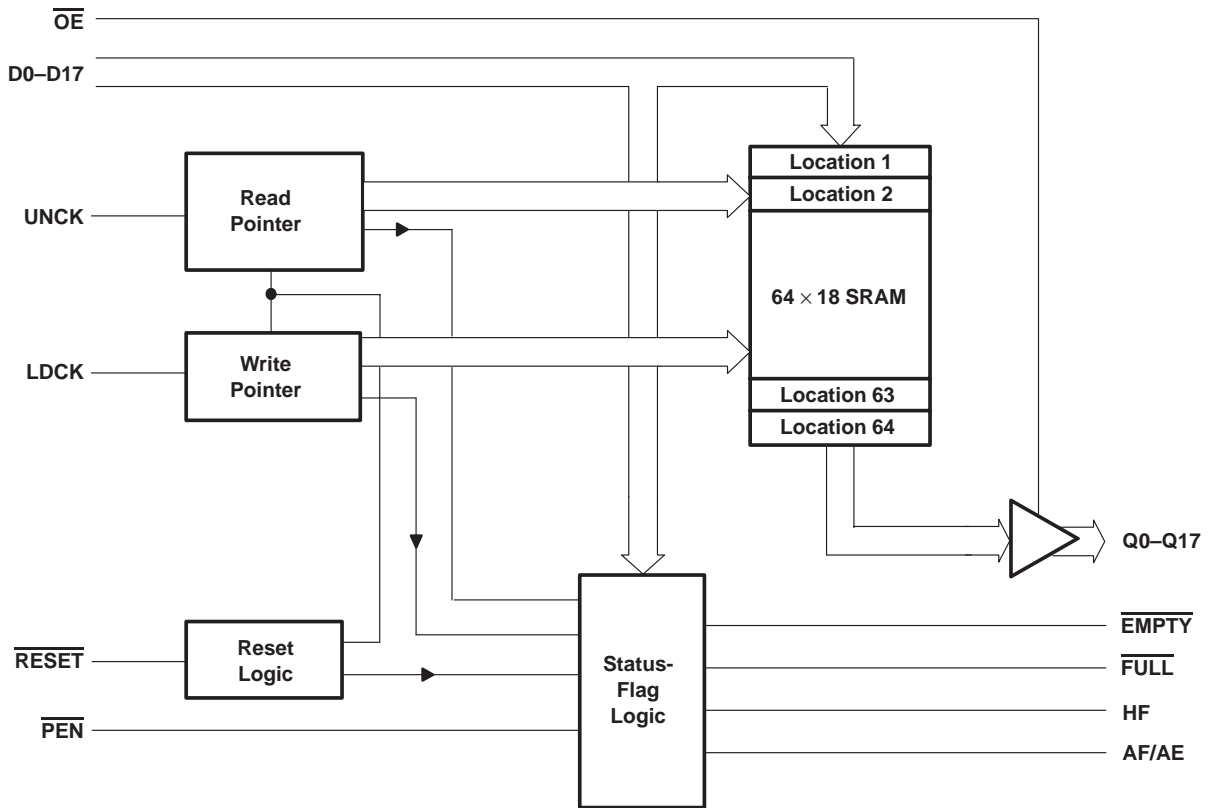 OE
D0–D17
Location 1
Location 2
Read
Pointer
UNCK
64 × 18 SRAM
Write
Pointer
LDCK
Location 63
Location 64
Q0–Q17
Reset
Logic
RESET
Status-
Flag
Logic
PEN
EMPTY
FULL
HF
AF/AE